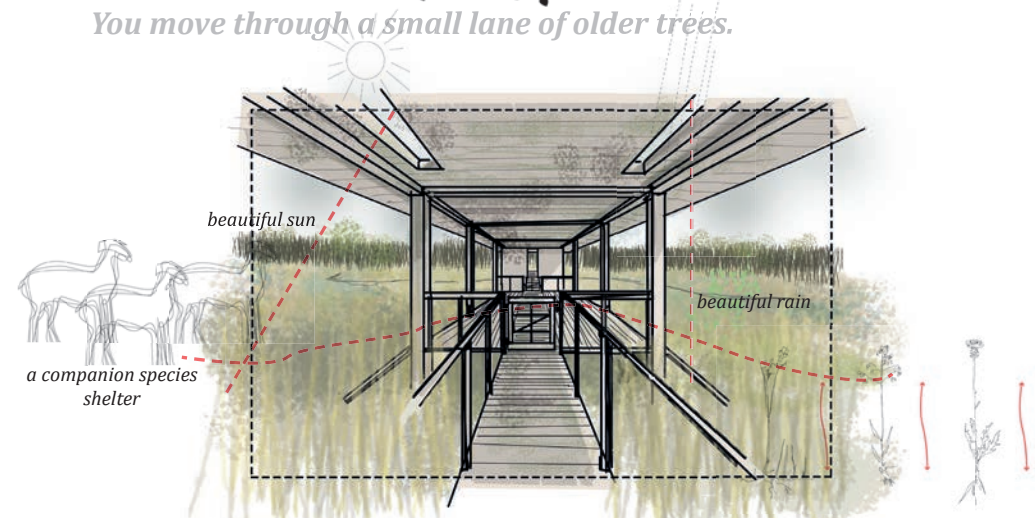 You move through a small lane of older trees.
beautiful sun
beautiful rain
a companion species
shelter